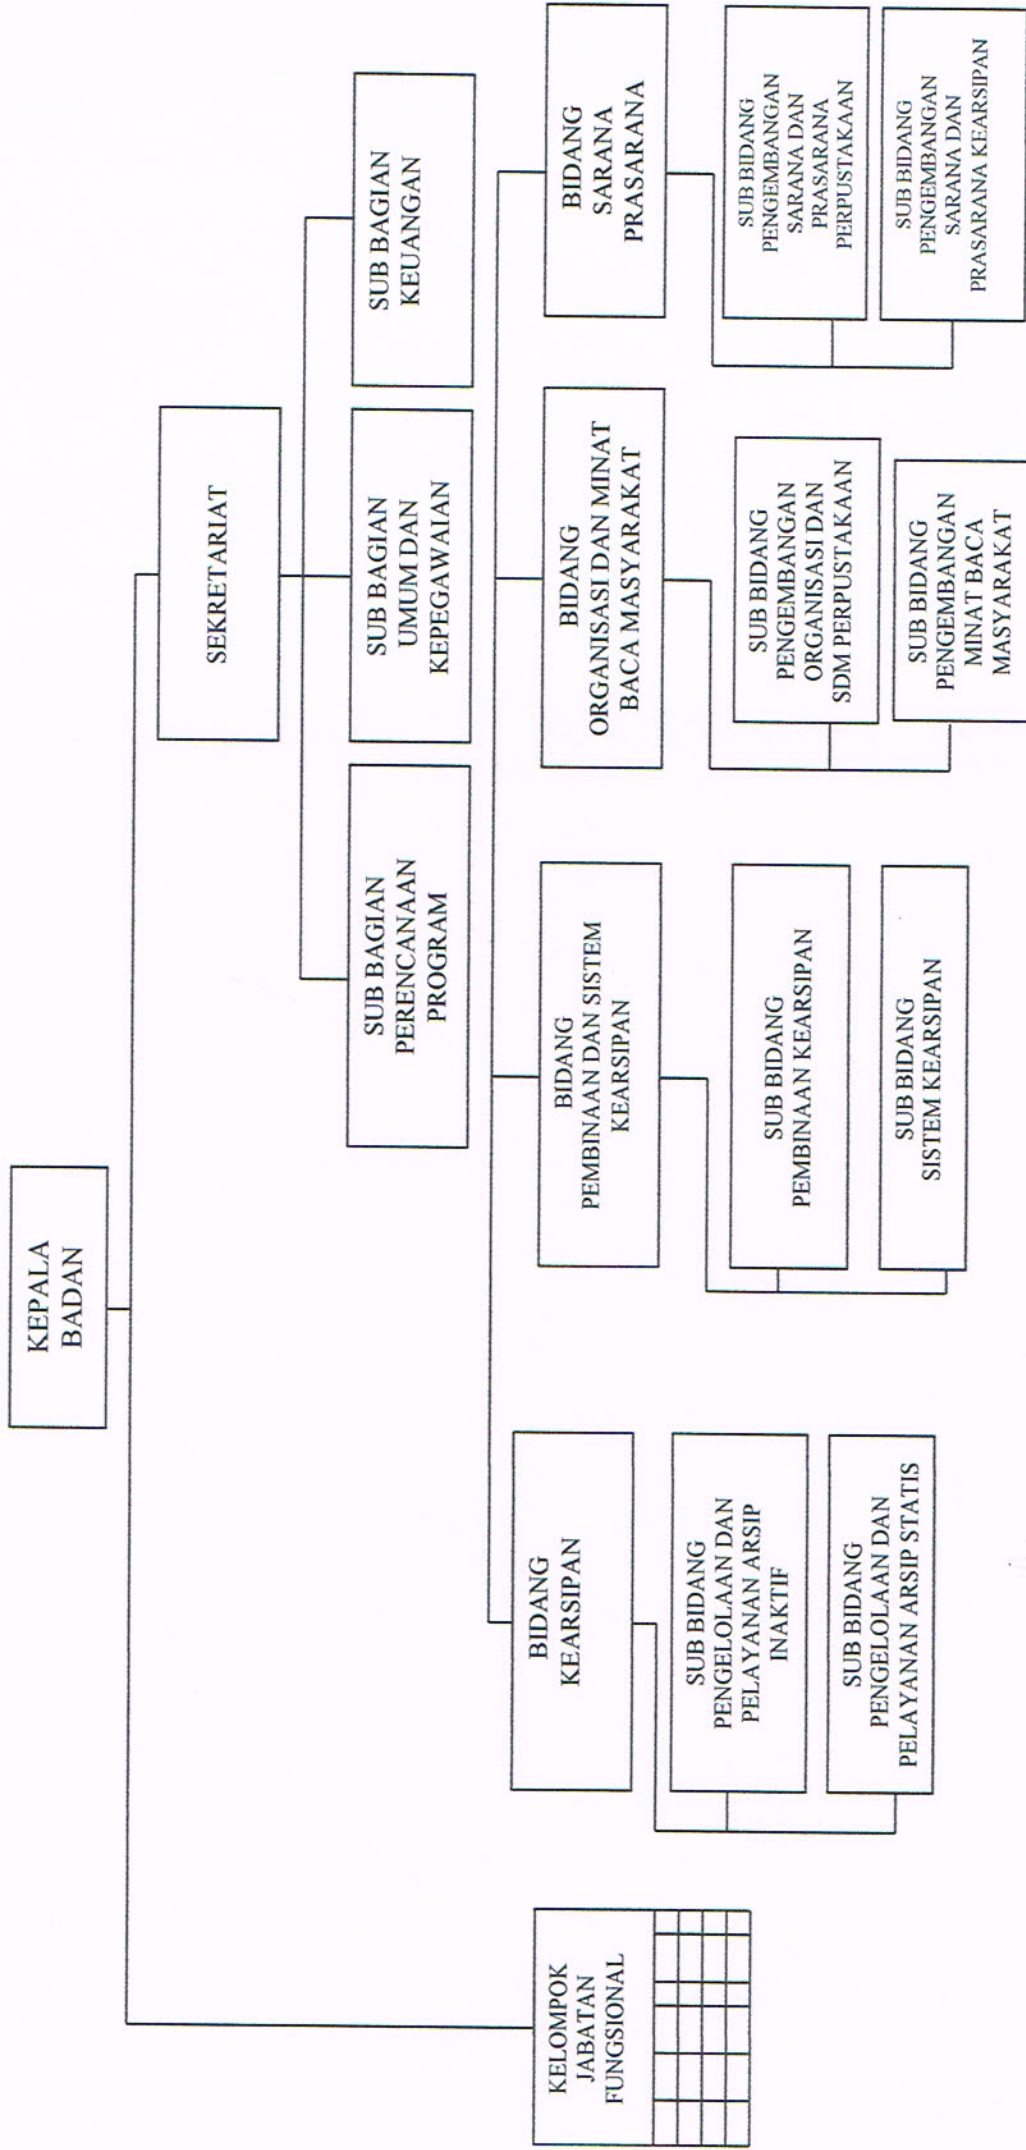 KEPALA
BADAN
SEKRETARIAT
SUB BAGIAN
PERENCANAAN
PROGRAM
SUB BAGIAN
UMUM DAN
KEPEGAWAIAN
SUB BAGIAN
KEUANGAN
KELOMPOK
JABATAN
FUNGSIONAL
BIDANG
KEARSIPAN
SUB BIDANG
PENGELOLAAN DAN
PELAYANAN ARSIP
INAKTIF
SUB BIDANG
PENGELOLAAN DAN
PELAYANAN ARSIP STATIS
BIDANG
PEMBINAAN DAN SISTEM
KEARSIPAN
SUB BIDANG
PEMBINAAN KEARSIPAN
SUB BIDANG
SISTEM KEARSIPAN
BIDANG
ORGANISASI DAN MINAT
BACA MASYARAKAT
SUB BIDANG
PENGEMBANGAN
ORGANISASI DAN
SDM PERPUSTAKAAN
SUB BIDANG
PENGEMBANGAN
MINAT BACA
MASYARAKAT
BIDANG
SARANA
PRASARANA
SUB BIDANG
PENGEMBANGAN
SARANA DAN
PRASARANA
PERPUSTAKAAN
SUB BIDANG
PENGEMBANGAN
SARANA DAN
PRASARANA KEARSIPAN